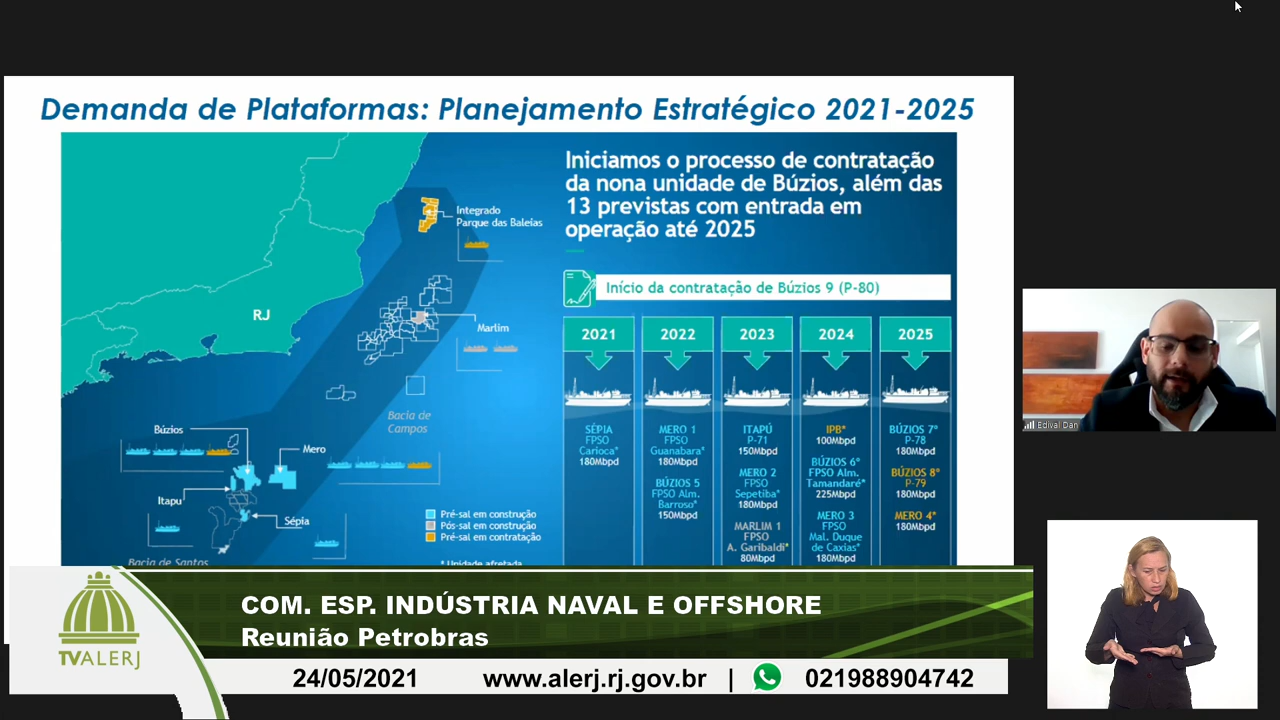 Demanda de Plataformas: Planejamento Estratégico 2021-2025
Iniciamos o processo de contratação
da nona unidade de Búzios, além das
13 previstas com entrada em
operação até 2025
Início da contratação de Búzios 9 (P-80)
Integrado
Parque das Baleias
RJ
Marlim
Bacia de
Campos
Búzios
Mero
Itapu
Sépia
Pré-sal em construção
Pós-sal em construção
Pré-sal em contratação
* Unidade afretada
Bacia de Santos
2021
SÉPIA
FPSO
Carioca*
180Mbpd
2022
MERO 1
FPSO
Guanabara*
180Mbpd
BÚZIOS 5
FPSO Alm.
Barroso*
150Mbpd
2023
ITAPÚ
P-71
150Mbpd
MERO 2
FPSO
Sepetiba*
180Mbpd
MARLIM 1
FPSO
A. Garibaldi*
80Mbpd
2024
IPB*
100Mbpd
BÚZIOS 6*
FPSO Alm.
Tamandaré*
225Mbpd
MERO 3
FPSO
Mal. Duque
de Caxias*
180Mbpd
2025
BÚZIOS 7*
P-78
180Mbpd
BÚZIOS 8*
P-79
180Mbpd
MERO 4*
180Mbpd
Edival Dan
TVALERJ
COM. ESP. INDÚSTRIA NAVAL E OFFSHORE
Reunião Petrobras
24/05/2021 www.alerj.rj.gov.br | 021988904742